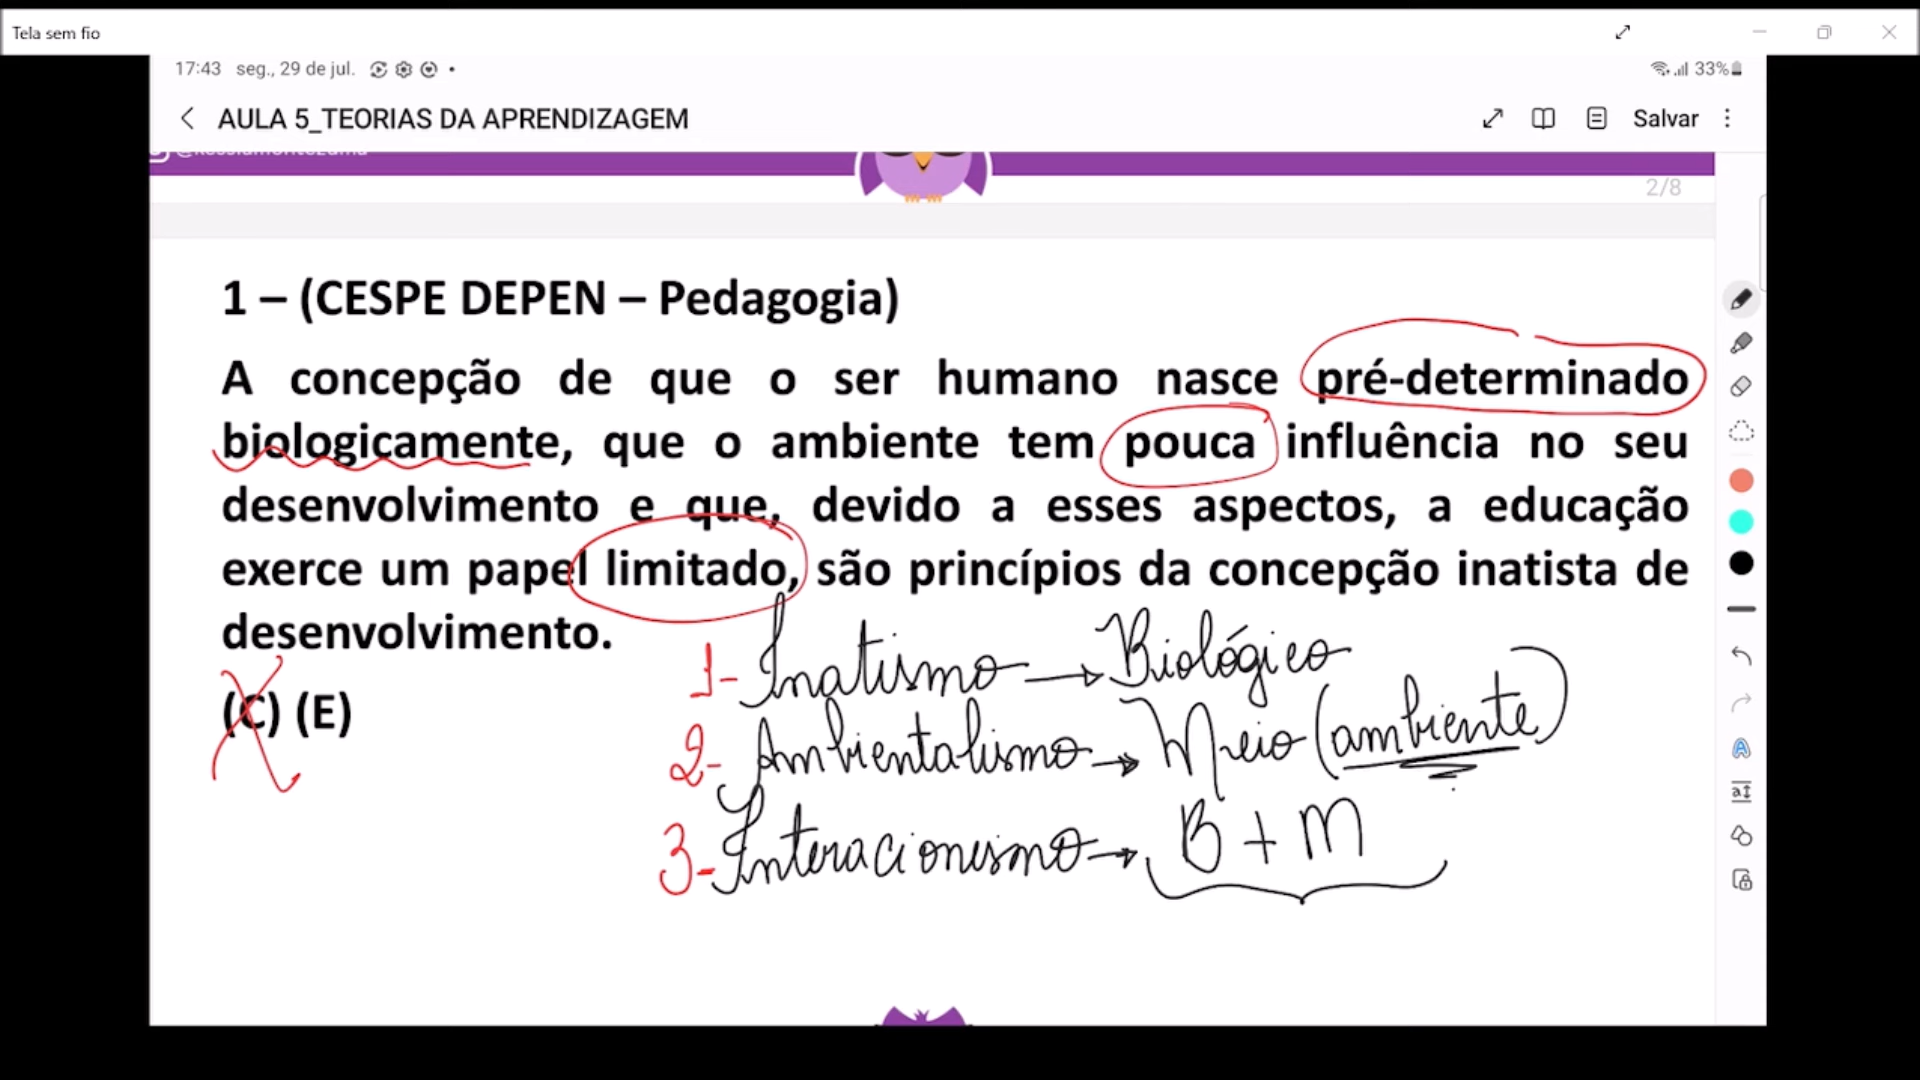 Tela sem fio
17:43 seg., 29 de jul. 33%
AULA 5_TEORIAS DA APRENDIZAGEM Salvar
2/8
1 – (CESPE DEPEN – Pedagogia)
A concepção de que o ser humano nasce pré-determinado
biologicamente, que o ambiente tem pouca influência no seu
desenvolvimento e que, devido a esses aspectos, a educação
exerce um papel limitado, são princípios da concepção inatista de
desenvolvimento.
(C) (E)
1- Inatismo → Biológico
2- Ambientalismo → Meio (ambiente)
3- Interacionismo → B + M